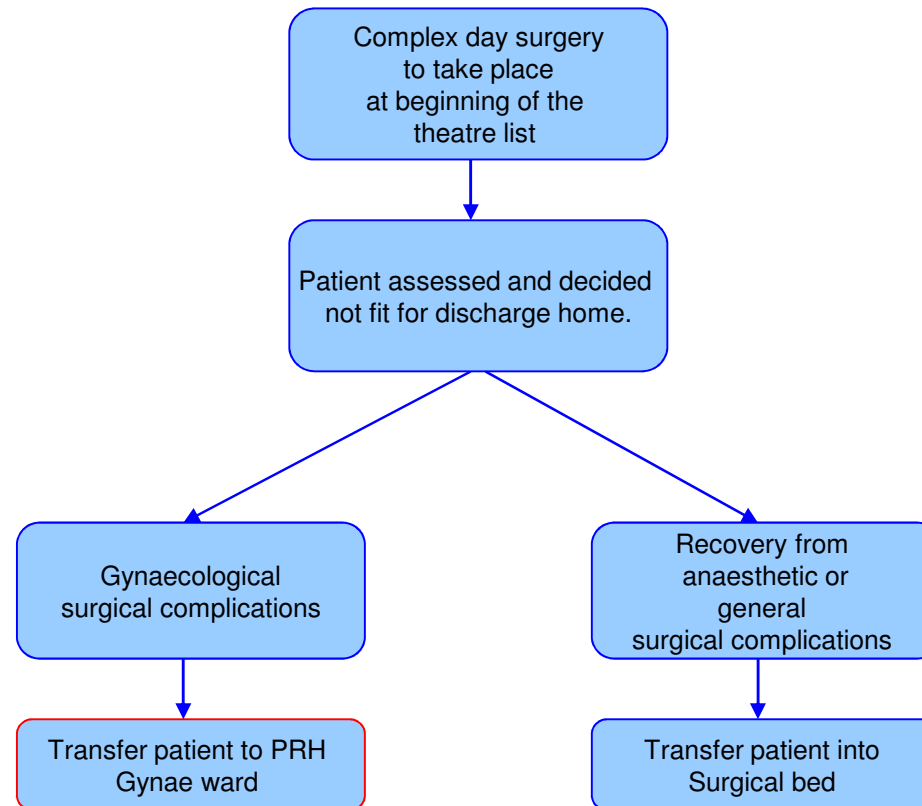 Complex day surgery
to take place
at beginning of the
theatre list
Patient assessed and decided
not fit for discharge home.
Gynaecological
surgical complications
Recovery from
anaesthetic or
general
surgical complications
Transfer patient to PRH
Gynae ward
Transfer patient into
Surgical bed